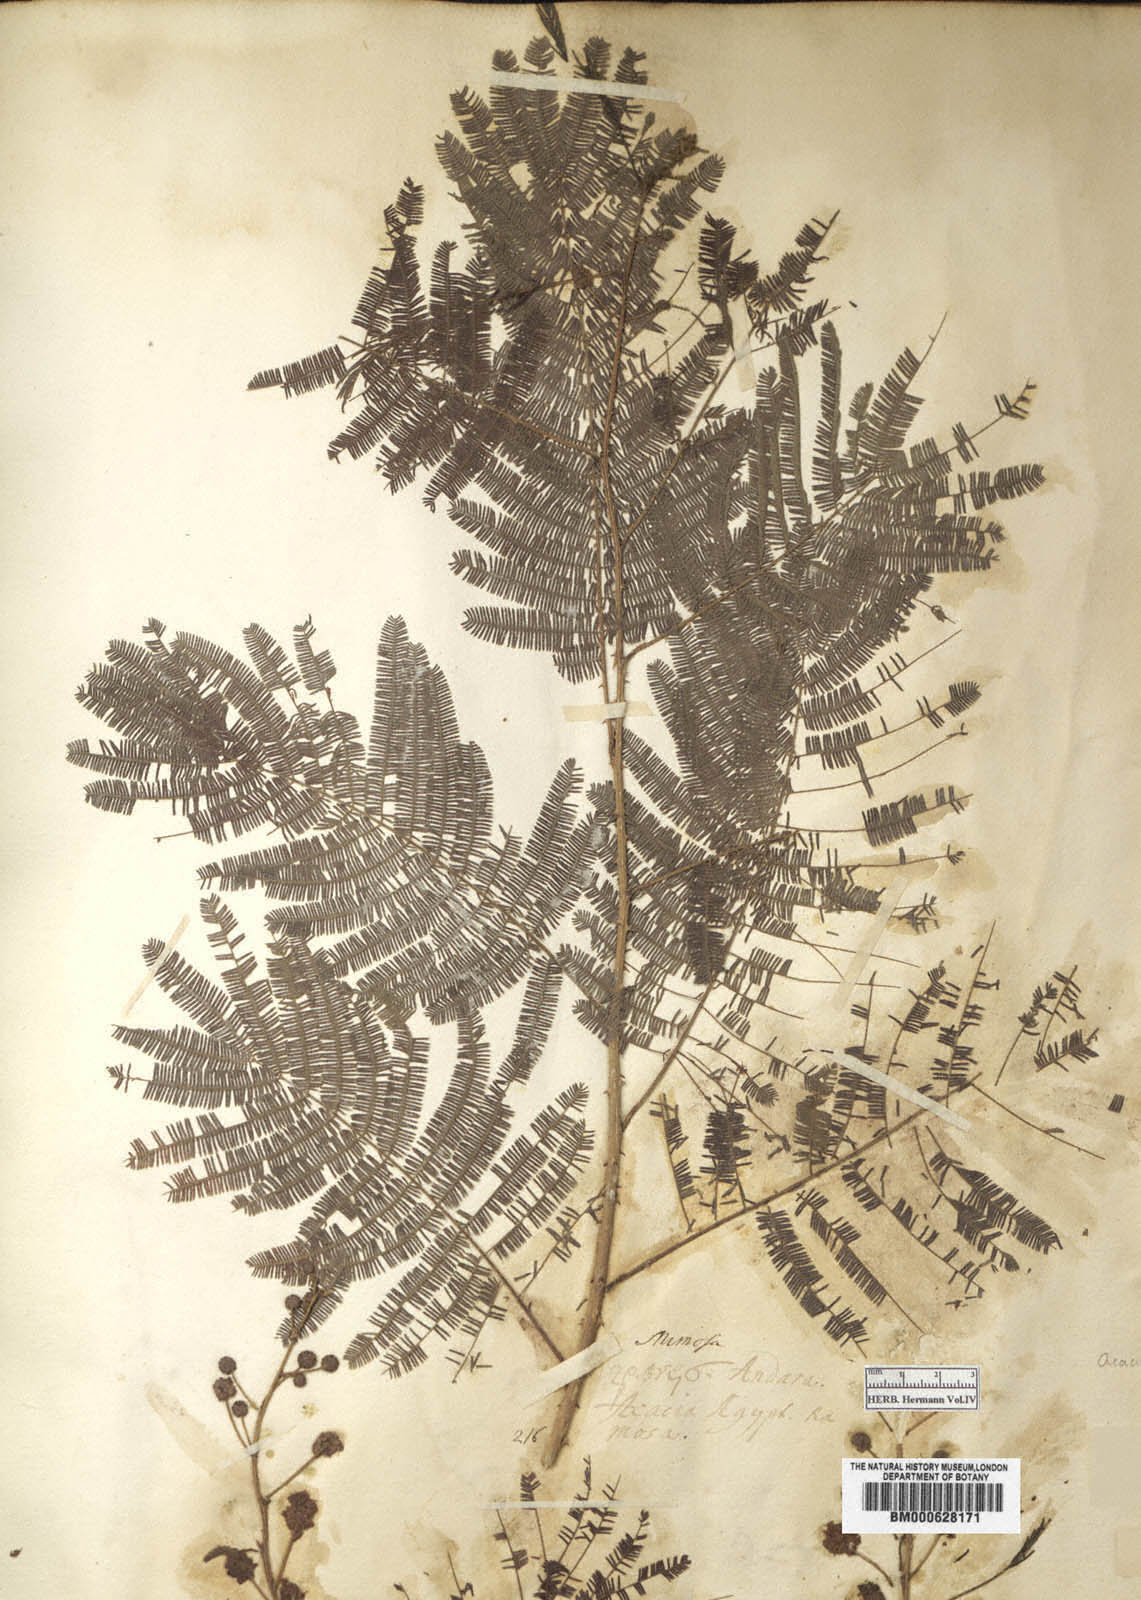 Mimosa
Andara.
Acacia Ægypt. Ra
mosa.
216
Acac
mm 1 2 3
HERB. Hermann Vol.IV
THE NATURAL HISTORY MUSEUM,LONDON
DEPARTMENT OF BOTANY
BM000628171